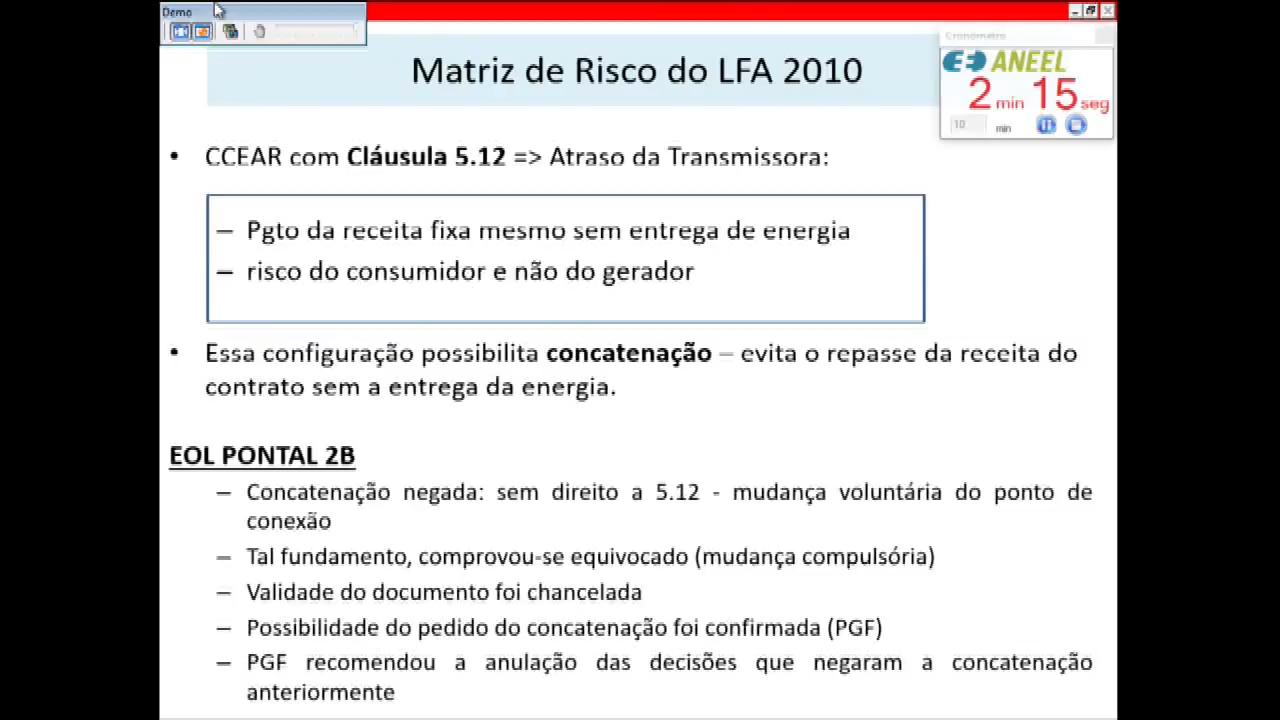 Demo
Cronômetro
ANEEL
2 min 15 seg
10 min
Matriz de Risco do LFA 2010
• CCEAR com Cláusula 5.12 => Atraso da Transmissora:
– Pgto da receita fixa mesmo sem entrega de energia
– risco do consumidor e não do gerador
• Essa configuração possibilita concatenação – evita o repasse da receita do
contrato sem a entrega da energia.
EOL PONTAL 2B
– Concatenação negada: sem direito a 5.12 - mudança voluntária do ponto de
conexão
– Tal fundamento, comprovou-se equivocado (mudança compulsória)
– Validade do documento foi chancelada
– Possibilidade do pedido do concatenação foi confirmada (PGF)
– PGF recomendou a anulação das decisões que negaram a concatenação
anteriormente